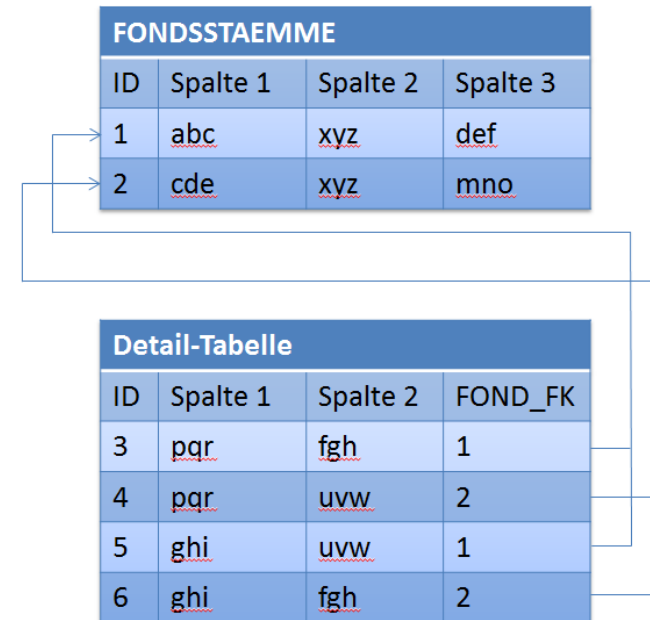 FONDSSTAEMME
ID Spalte 1 Spalte 2 Spalte 3
1 abc xyz def
2 cde xyz mno
Detail-Tabelle
ID Spalte 1 Spalte 2 FOND_FK
3 pqr fgh 1
4 pqr uvw 2
5 ghi uvw 1
6 ghi fgh 2